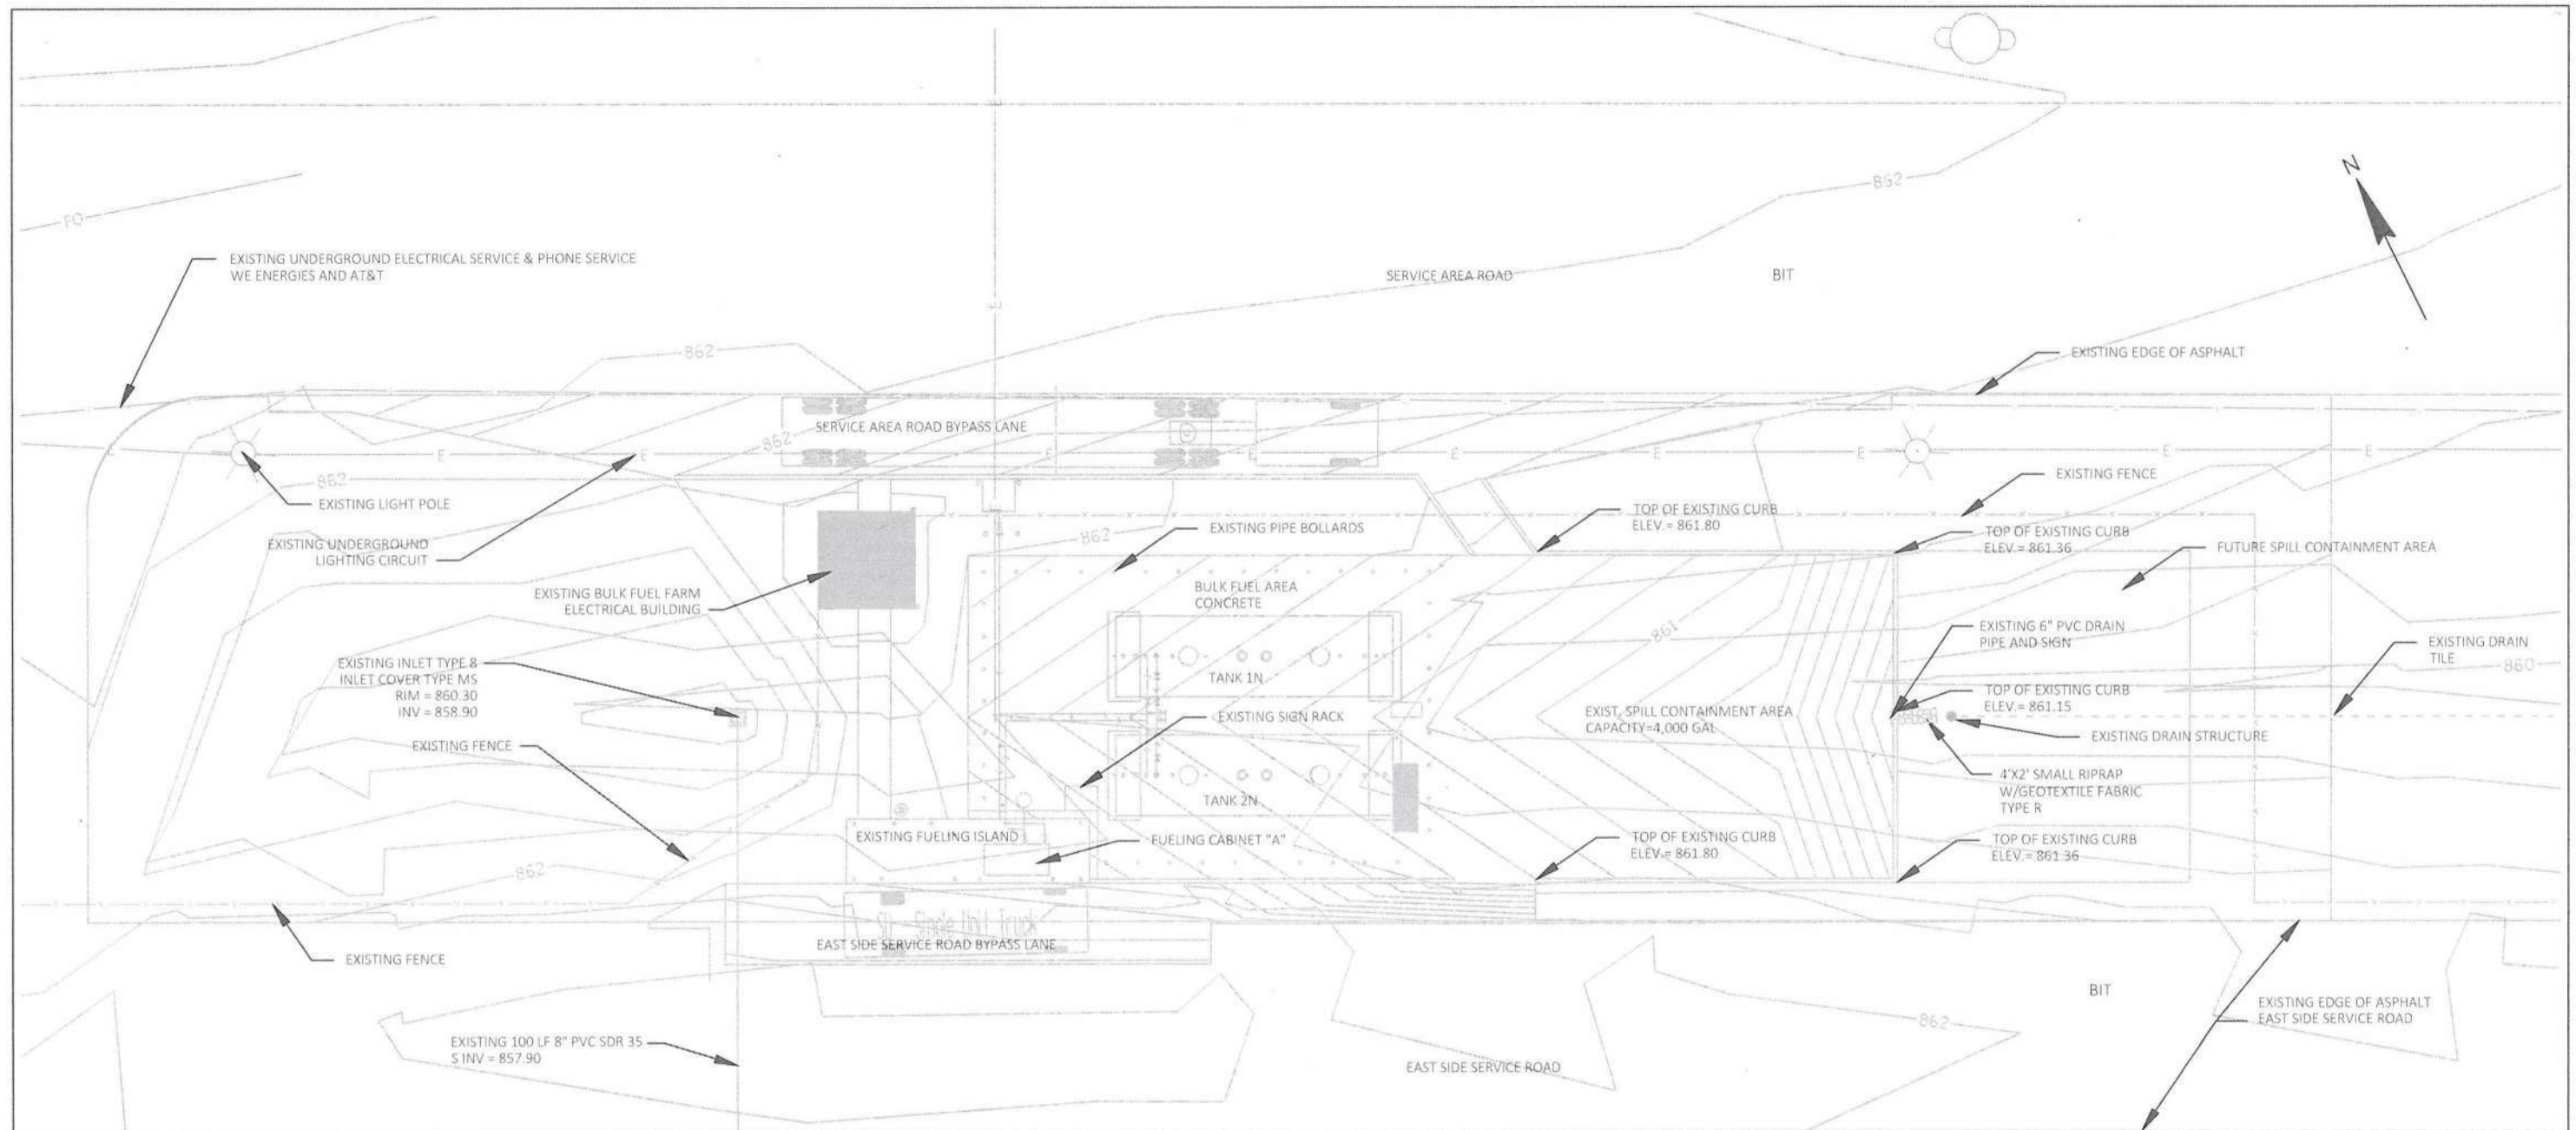 N
862
FO
EXISTING UNDERGROUND ELECTRICAL SERVICE & PHONE SERVICE
WE ENERGIES AND AT&T
SERVICE AREA ROAD
BIT
E
E
862
EXISTING EDGE OF ASPHALT
SERVICE AREA ROAD BYPASS LANE
862
E
E
E
E
E
E
E
E
E
E
862
EXISTING LIGHT POLE
EXISTING FENCE
EXISTING UNDERGROUND
LIGHTING CIRCUIT
862
EXISTING PIPE BOLLARDS
TOP OF EXISTING CURB
ELEV.= 861.80
TOP OF EXISTING CURB
ELEV.= 861.36
FUTURE SPILL CONTAINMENT AREA
EXISTING BULK FUEL FARM
ELECTRICAL BUILDING
BULK FUEL AREA
CONCRETE
861
EXISTING 6" PVC DRAIN
PIPE AND SIGN
EXISTING DRAIN
TILE
860
EXISTING INLET TYPE 8
INLET COVER TYPE MS
RIM = 860.30
INV = 858.90
TANK 1N
TOP OF EXISTING CURB
ELEV.= 861.15
EXISTING SIGN RACK
EXIST. SPILL CONTAINMENT AREA
CAPACITY=4,000 GAL
EXISTING DRAIN STRUCTURE
EXISTING FENCE
4'X2' SMALL RIPRAP
W/GEOTEXTILE FABRIC
TYPE R
TANK 2N
EXISTING FUELING ISLAND
FUELING CABINET "A"
TOP OF EXISTING CURB
ELEV.= 861.80
TOP OF EXISTING CURB
ELEV.= 861.36
862
SU - Single Unit Truck
EAST SIDE SERVICE ROAD BYPASS LANE
EXISTING FENCE
BIT
EXISTING EDGE OF ASPHALT
EAST SIDE SERVICE ROAD
862
EXISTING 100 LF 8" PVC SDR 35
S INV = 857.90
EAST SIDE SERVICE ROAD